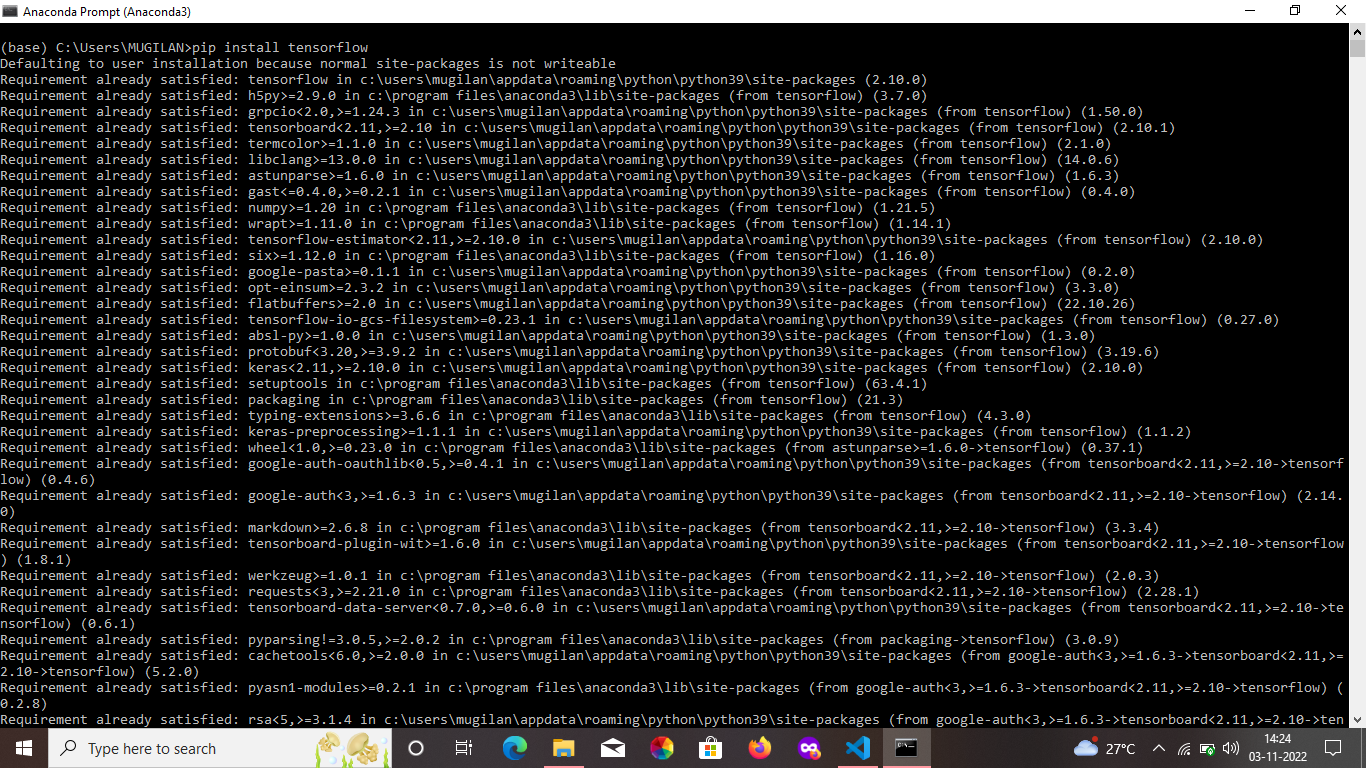 Anaconda Prompt (Anaconda3)
(base) C:\Users\MUGILAN>pip install tensorflow
Defaulting to user installation because normal site-packages is not writeable
Requirement already satisfied: tensorflow in c:\users\mugilan\appdata\roaming\python\python39\site-packages (2.10.0)
Requirement already satisfied: h5py>=2.9.0 in c:\program files\anaconda3\lib\site-packages (from tensorflow) (3.7.0)
Requirement already satisfied: grpcio<2.0,>=1.24.3 in c:\users\mugilan\appdata\roaming\python\python39\site-packages (from tensorflow) (1.50.0)
Requirement already satisfied: tensorboard<2.11,>=2.10 in c:\users\mugilan\appdata\roaming\python\python39\site-packages (from tensorflow) (2.10.1)
Requirement already satisfied: termcolor>=1.1.0 in c:\users\mugilan\appdata\roaming\python\python39\site-packages (from tensorflow) (2.1.0)
Requirement already satisfied: libclang>=13.0.0 in c:\users\mugilan\appdata\roaming\python\python39\site-packages (from tensorflow) (14.0.6)
Requirement already satisfied: astunparse>=1.6.0 in c:\users\mugilan\appdata\roaming\python\python39\site-packages (from tensorflow) (1.6.3)
Requirement already satisfied: gast<=0.4.0,>=0.2.1 in c:\users\mugilan\appdata\roaming\python\python39\site-packages (from tensorflow) (0.4.0)
Requirement already satisfied: numpy>=1.20 in c:\program files\anaconda3\lib\site-packages (from tensorflow) (1.21.5)
Requirement already satisfied: wrapt>=1.11.0 in c:\program files\anaconda3\lib\site-packages (from tensorflow) (1.14.1)
Requirement already satisfied: tensorflow-estimator<2.11,>=2.10.0 in c:\users\mugilan\appdata\roaming\python\python39\site-packages (from tensorflow) (2.10.0)
Requirement already satisfied: six>=1.12.0 in c:\program files\anaconda3\lib\site-packages (from tensorflow) (1.16.0)
Requirement already satisfied: google-pasta>=0.1.1 in c:\users\mugilan\appdata\roaming\python\python39\site-packages (from tensorflow) (0.2.0)
Requirement already satisfied: opt-einsum>=2.3.2 in c:\users\mugilan\appdata\roaming\python\python39\site-packages (from tensorflow) (3.3.0)
Requirement already satisfied: flatbuffers>=2.0 in c:\users\mugilan\appdata\roaming\python\python39\site-packages (from tensorflow) (22.10.26)
Requirement already satisfied: tensorflow-io-gcs-filesystem>=0.23.1 in c:\users\mugilan\appdata\roaming\python\python39\site-packages (from tensorflow) (0.27.0)
Requirement already satisfied: absl-py>=1.0.0 in c:\users\mugilan\appdata\roaming\python\python39\site-packages (from tensorflow) (1.3.0)
Requirement already satisfied: protobuf<3.20,>=3.9.2 in c:\users\mugilan\appdata\roaming\python\python39\site-packages (from tensorflow) (3.19.6)
Requirement already satisfied: keras<2.11,>=2.10.0 in c:\users\mugilan\appdata\roaming\python\python39\site-packages (from tensorflow) (2.10.0)
Requirement already satisfied: setuptools in c:\program files\anaconda3\lib\site-packages (from tensorflow) (63.4.1)
Requirement already satisfied: packaging in c:\program files\anaconda3\lib\site-packages (from tensorflow) (21.3)
Requirement already satisfied: typing-extensions>=3.6.6 in c:\program files\anaconda3\lib\site-packages (from tensorflow) (4.3.0)
Requirement already satisfied: keras-preprocessing>=1.1.1 in c:\users\mugilan\appdata\roaming\python\python39\site-packages (from tensorflow) (1.1.2)
Requirement already satisfied: wheel<1.0,>=0.23.0 in c:\program files\anaconda3\lib\site-packages (from astunparse>=1.6.0->tensorflow) (0.37.1)
Requirement already satisfied: google-auth-oauthlib<0.5,>=0.4.1 in c:\users\mugilan\appdata\roaming\python\python39\site-packages (from tensorboard<2.11,>=2.10->tensorf
low) (0.4.6)
Requirement already satisfied: google-auth<3,>=1.6.3 in c:\users\mugilan\appdata\roaming\python\python39\site-packages (from tensorboard<2.11,>=2.10->tensorflow) (2.14.
0)
Requirement already satisfied: markdown>=2.6.8 in c:\program files\anaconda3\lib\site-packages (from tensorboard<2.11,>=2.10->tensorflow) (3.3.4)
Requirement already satisfied: tensorboard-plugin-wit>=1.6.0 in c:\users\mugilan\appdata\roaming\python\python39\site-packages (from tensorboard<2.11,>=2.10->tensorflow
) (1.8.1)
Requirement already satisfied: werkzeug>=1.0.1 in c:\program files\anaconda3\lib\site-packages (from tensorboard<2.11,>=2.10->tensorflow) (2.0.3)
Requirement already satisfied: requests<3,>=2.21.0 in c:\program files\anaconda3\lib\site-packages (from tensorboard<2.11,>=2.10->tensorflow) (2.28.1)
Requirement already satisfied: tensorboard-data-server<0.7.0,>=0.6.0 in c:\users\mugilan\appdata\roaming\python\python39\site-packages (from tensorboard<2.11,>=2.10->te
nsorflow) (0.6.1)
Requirement already satisfied: pyparsing!=3.0.5,>=2.0.2 in c:\program files\anaconda3\lib\site-packages (from packaging->tensorflow) (3.0.9)
Requirement already satisfied: cachetools<6.0,>=2.0.0 in c:\users\mugilan\appdata\roaming\python\python39\site-packages (from google-auth<3,>=1.6.3->tensorboard<2.11,>=
2.10->tensorflow) (5.2.0)
Requirement already satisfied: pyasn1-modules>=0.2.1 in c:\program files\anaconda3\lib\site-packages (from google-auth<3,>=1.6.3->tensorboard<2.11,>=2.10->tensorflow) (
0.2.8)
Requirement already satisfied: rsa<5,>=3.1.4 in c:\users\mugilan\appdata\roaming\python\python39\site-packages (from google-auth<3,>=1.6.3->tensorboard<2.11,>=2.10->ten
Type here to search
27°C
14:24
03-11-2022